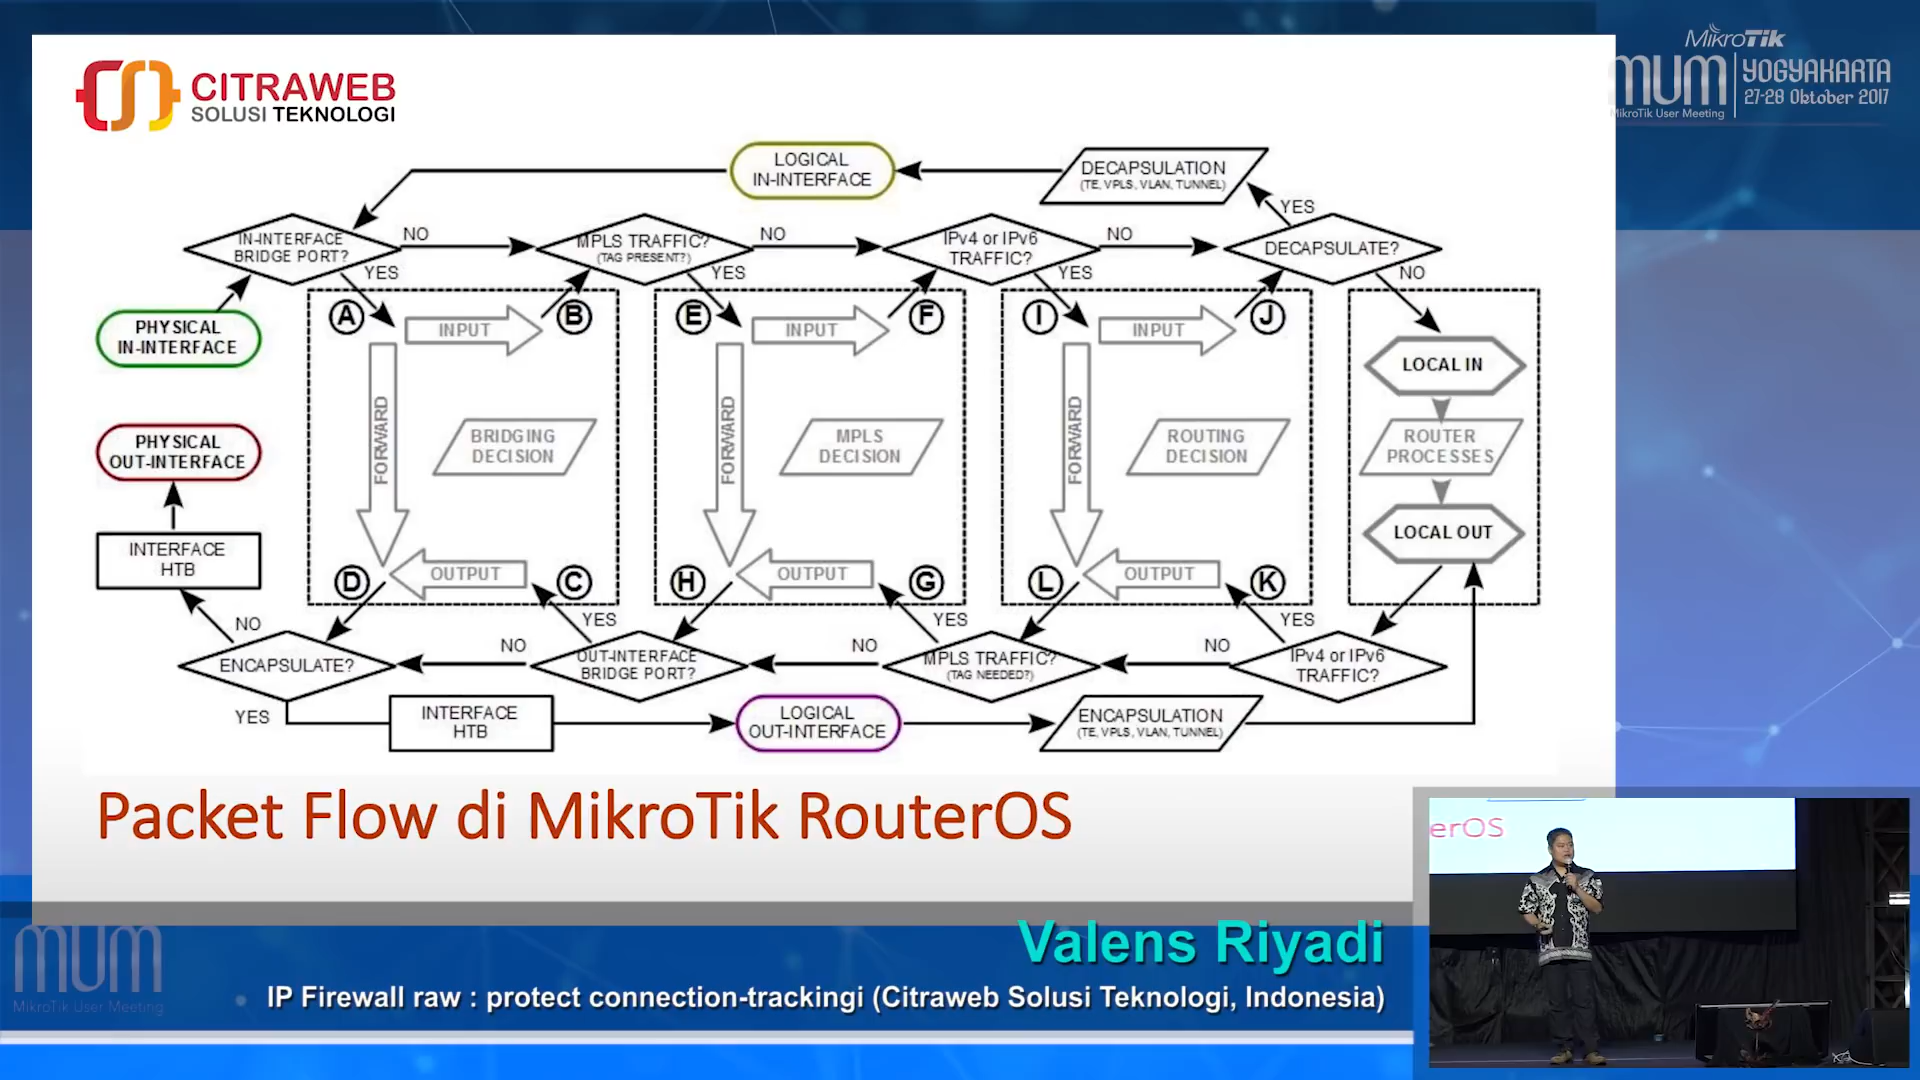 CITRAWEB
SOLUSI TEKNOLOGI
MikroTik
MUM
YOGYAKARTA
27-28 Oktober 2017
MikroTik User Meeting
LOGICAL
IN-INTERFACE
DECAPSULATION
(TE, VPLS, VLAN, TUNNEL)
YES
IN-INTERFACE
BRIDGE PORT?
NO
YES
MPLS TRAFFIC?
(TAG PRESENT?)
NO
YES
IPv4 or IPv6
TRAFFIC?
NO
YES
DECAPSULATE?
NO
PHYSICAL
IN-INTERFACE
A
INPUT
B
E
INPUT
F
I
INPUT
J
LOCAL IN
PHYSICAL
OUT-INTERFACE
FORWARD
BRIDGING
DECISION
FORWARD
MPLS
DECISION
FORWARD
ROUTING
DECISION
ROUTER
PROCESSES
LOCAL OUT
INTERFACE
HTB
D
OUTPUT
C
H
OUTPUT
G
L
OUTPUT
K
NO
ENCAPSULATE?
NO
YES
OUT-INTERFACE
BRIDGE PORT?
NO
YES
MPLS TRAFFIC?
(TAG NEEDED?)
NO
YES
IPv4 or IPv6
TRAFFIC?
YES
INTERFACE
HTB
LOGICAL
OUT-INTERFACE
ENCAPSULATION
(TE, VPLS, VLAN, TUNNEL)
Packet Flow di MikroTik RouterOS
erOS
MUM
MikroTik User Meeting
Valens Riyadi
IP Firewall raw : protect connection-trackingi (Citraweb Solusi Teknologi, Indonesia)